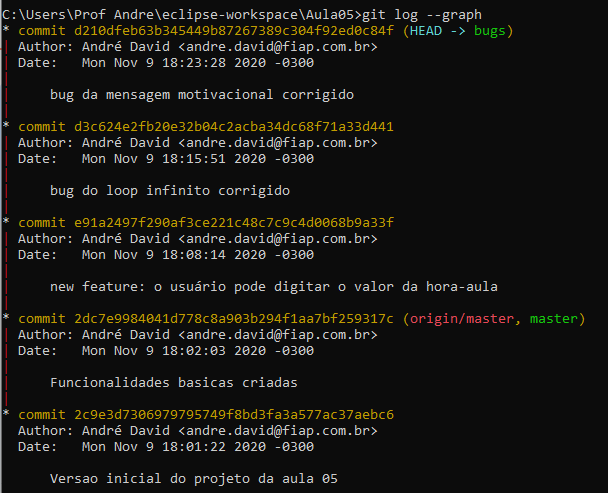 C:\Users\Prof Andre\eclipse-workspace\Aula05>git log --graph
* commit d210dfeb63b345449b87267389c304f92ed0c84f (HEAD -> bugs)
| Author: André David <andre.david@fiap.com.br>
| Date:   Mon Nov 9 18:23:28 2020 -0300
|
|     bug da mensagem motivacional corrigido
|
* commit d3c624e2fb20e32b04c2acba34dc68f71a33d441
| Author: André David <andre.david@fiap.com.br>
| Date:   Mon Nov 9 18:15:51 2020 -0300
|
|     bug do loop infinito corrigido
|
* commit e91a2497f290af3ce221c48c7c9c4d0068b9a33f
| Author: André David <andre.david@fiap.com.br>
| Date:   Mon Nov 9 18:08:14 2020 -0300
|
|     new feature: o usuário pode digitar o valor da hora-aula
|
* commit 2dc7e9984041d778c8a903b294f1aa7bf259317c (origin/master, master)
| Author: André David <andre.david@fiap.com.br>
| Date:   Mon Nov 9 18:02:03 2020 -0300
|
|     Funcionalidades basicas criadas
|
* commit 2c9e3d7306979795749f8bd3fa3a577ac37aebc6
  Author: André David <andre.david@fiap.com.br>
  Date:   Mon Nov 9 18:01:22 2020 -0300

      Versao inicial do projeto da aula 05